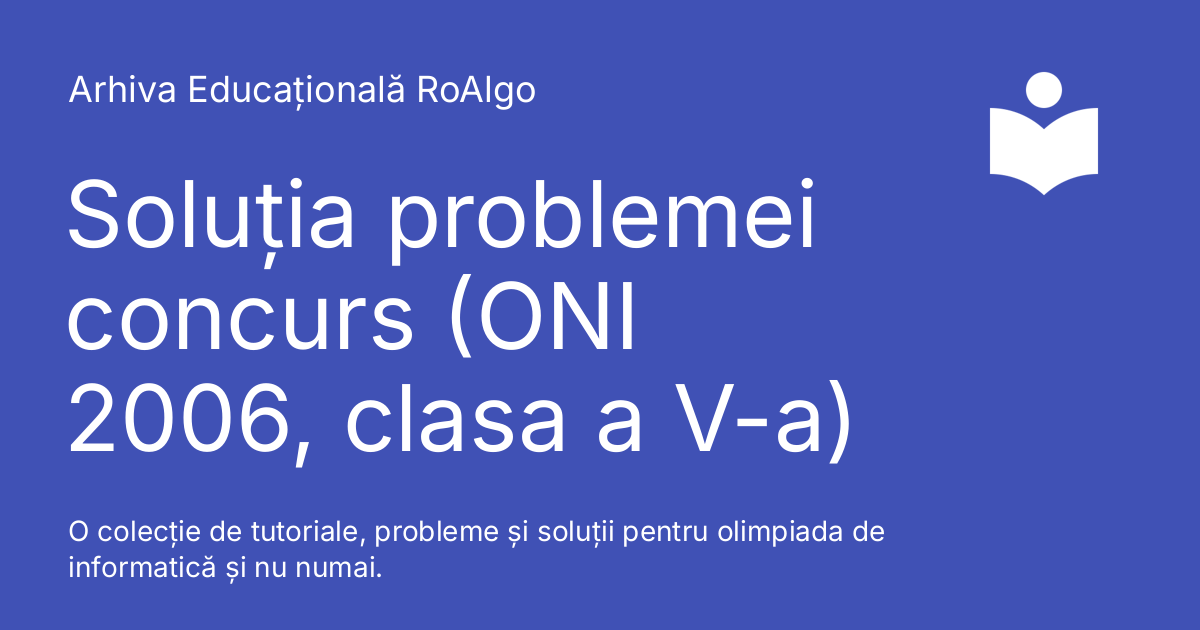 Arhiva Educațională RoAlgo
Soluția problemei
concurs (ONI
2006, clasa a V-a)
O colecție de tutoriale, probleme și soluții pentru olimpiada de
informatică și nu numai.